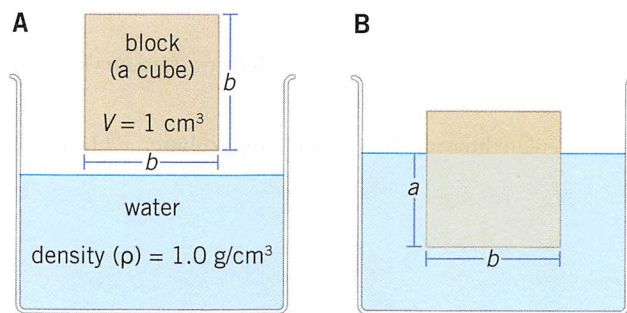 A
block
(a cube)
V = 1 cm³
b
b
water
density (ρ) = 1.0 g/cm³
B
a
b